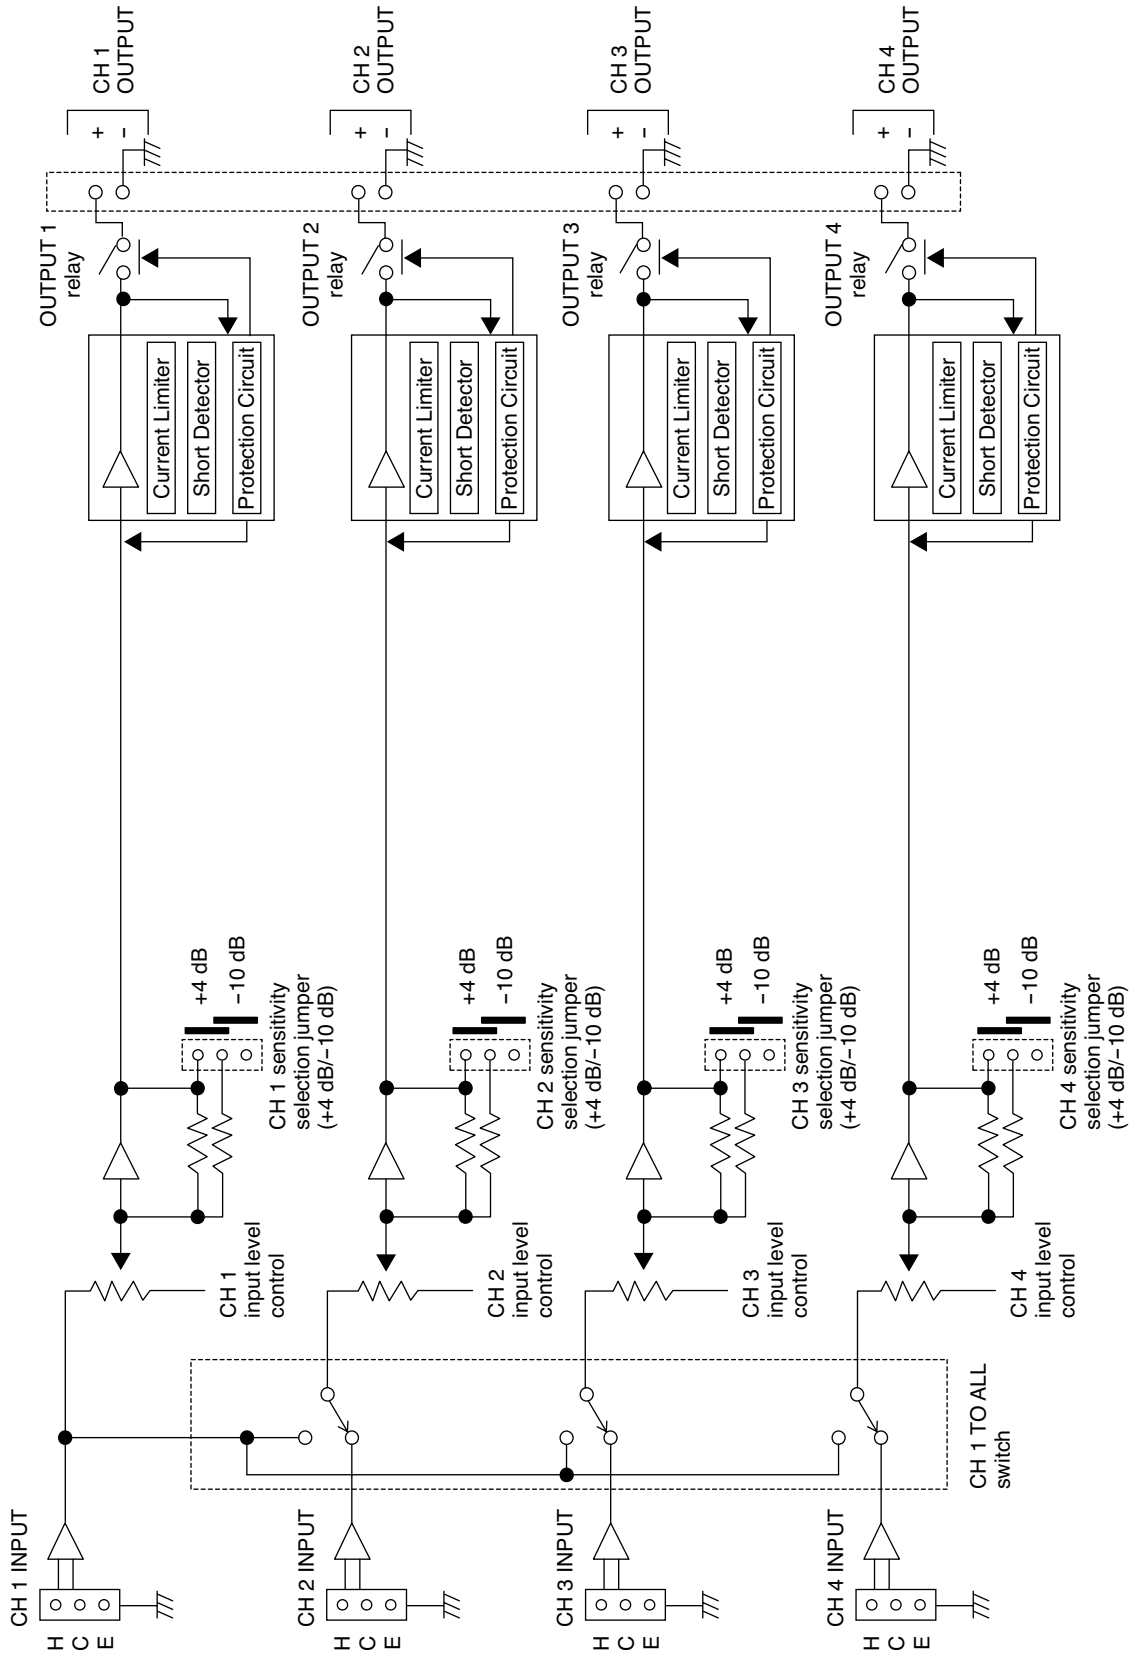 CH 1 INPUT
H
C
E
CH 1
input level
control
CH 1 sensitivity
selection jumper
(+4 dB/−10 dB)
+4 dB
−10 dB
Current Limiter
Short Detector
Protection Circuit
OUTPUT 1
relay
+
−
CH 1
OUTPUT
CH 2 INPUT
H
C
E
CH 2
input level
control
CH 2 sensitivity
selection jumper
(+4 dB/−10 dB)
+4 dB
−10 dB
Current Limiter
Short Detector
Protection Circuit
OUTPUT 2
relay
+
−
CH 2
OUTPUT
CH 3 INPUT
H
C
E
CH 3
input level
control
CH 3 sensitivity
selection jumper
(+4 dB/−10 dB)
+4 dB
−10 dB
Current Limiter
Short Detector
Protection Circuit
OUTPUT 3
relay
+
−
CH 3
OUTPUT
CH 4 INPUT
H
C
E
CH 1 TO ALL
switch
CH 4
input level
control
CH 4 sensitivity
selection jumper
(+4 dB/−10 dB)
+4 dB
−10 dB
Current Limiter
Short Detector
Protection Circuit
OUTPUT 4
relay
+
−
CH 4
OUTPUT